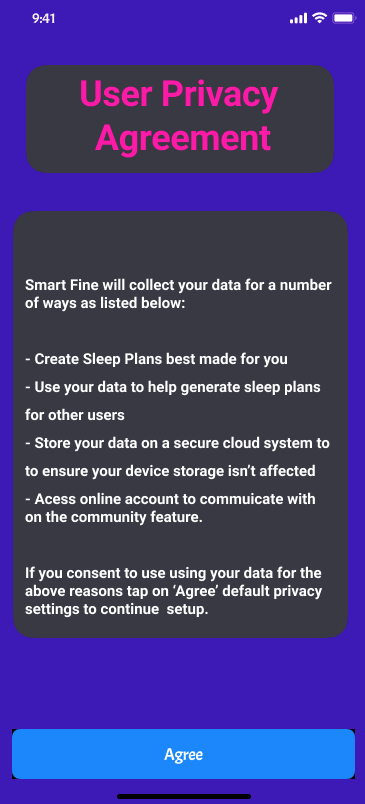 9:41
User Privacy
Agreement
Smart Fine will collect your data for a number
of ways as listed below:
- Create Sleep Plans best made for you
- Use your data to help generate sleep plans
for other users
- Store your data on a secure cloud system to
to ensure your device storage isn’t affected
- Acess online account to commuicate with
on the community feature.
If you consent to use using your data for the
above reasons tap on ‘Agree’ default privacy
settings to continue  setup.
Agree